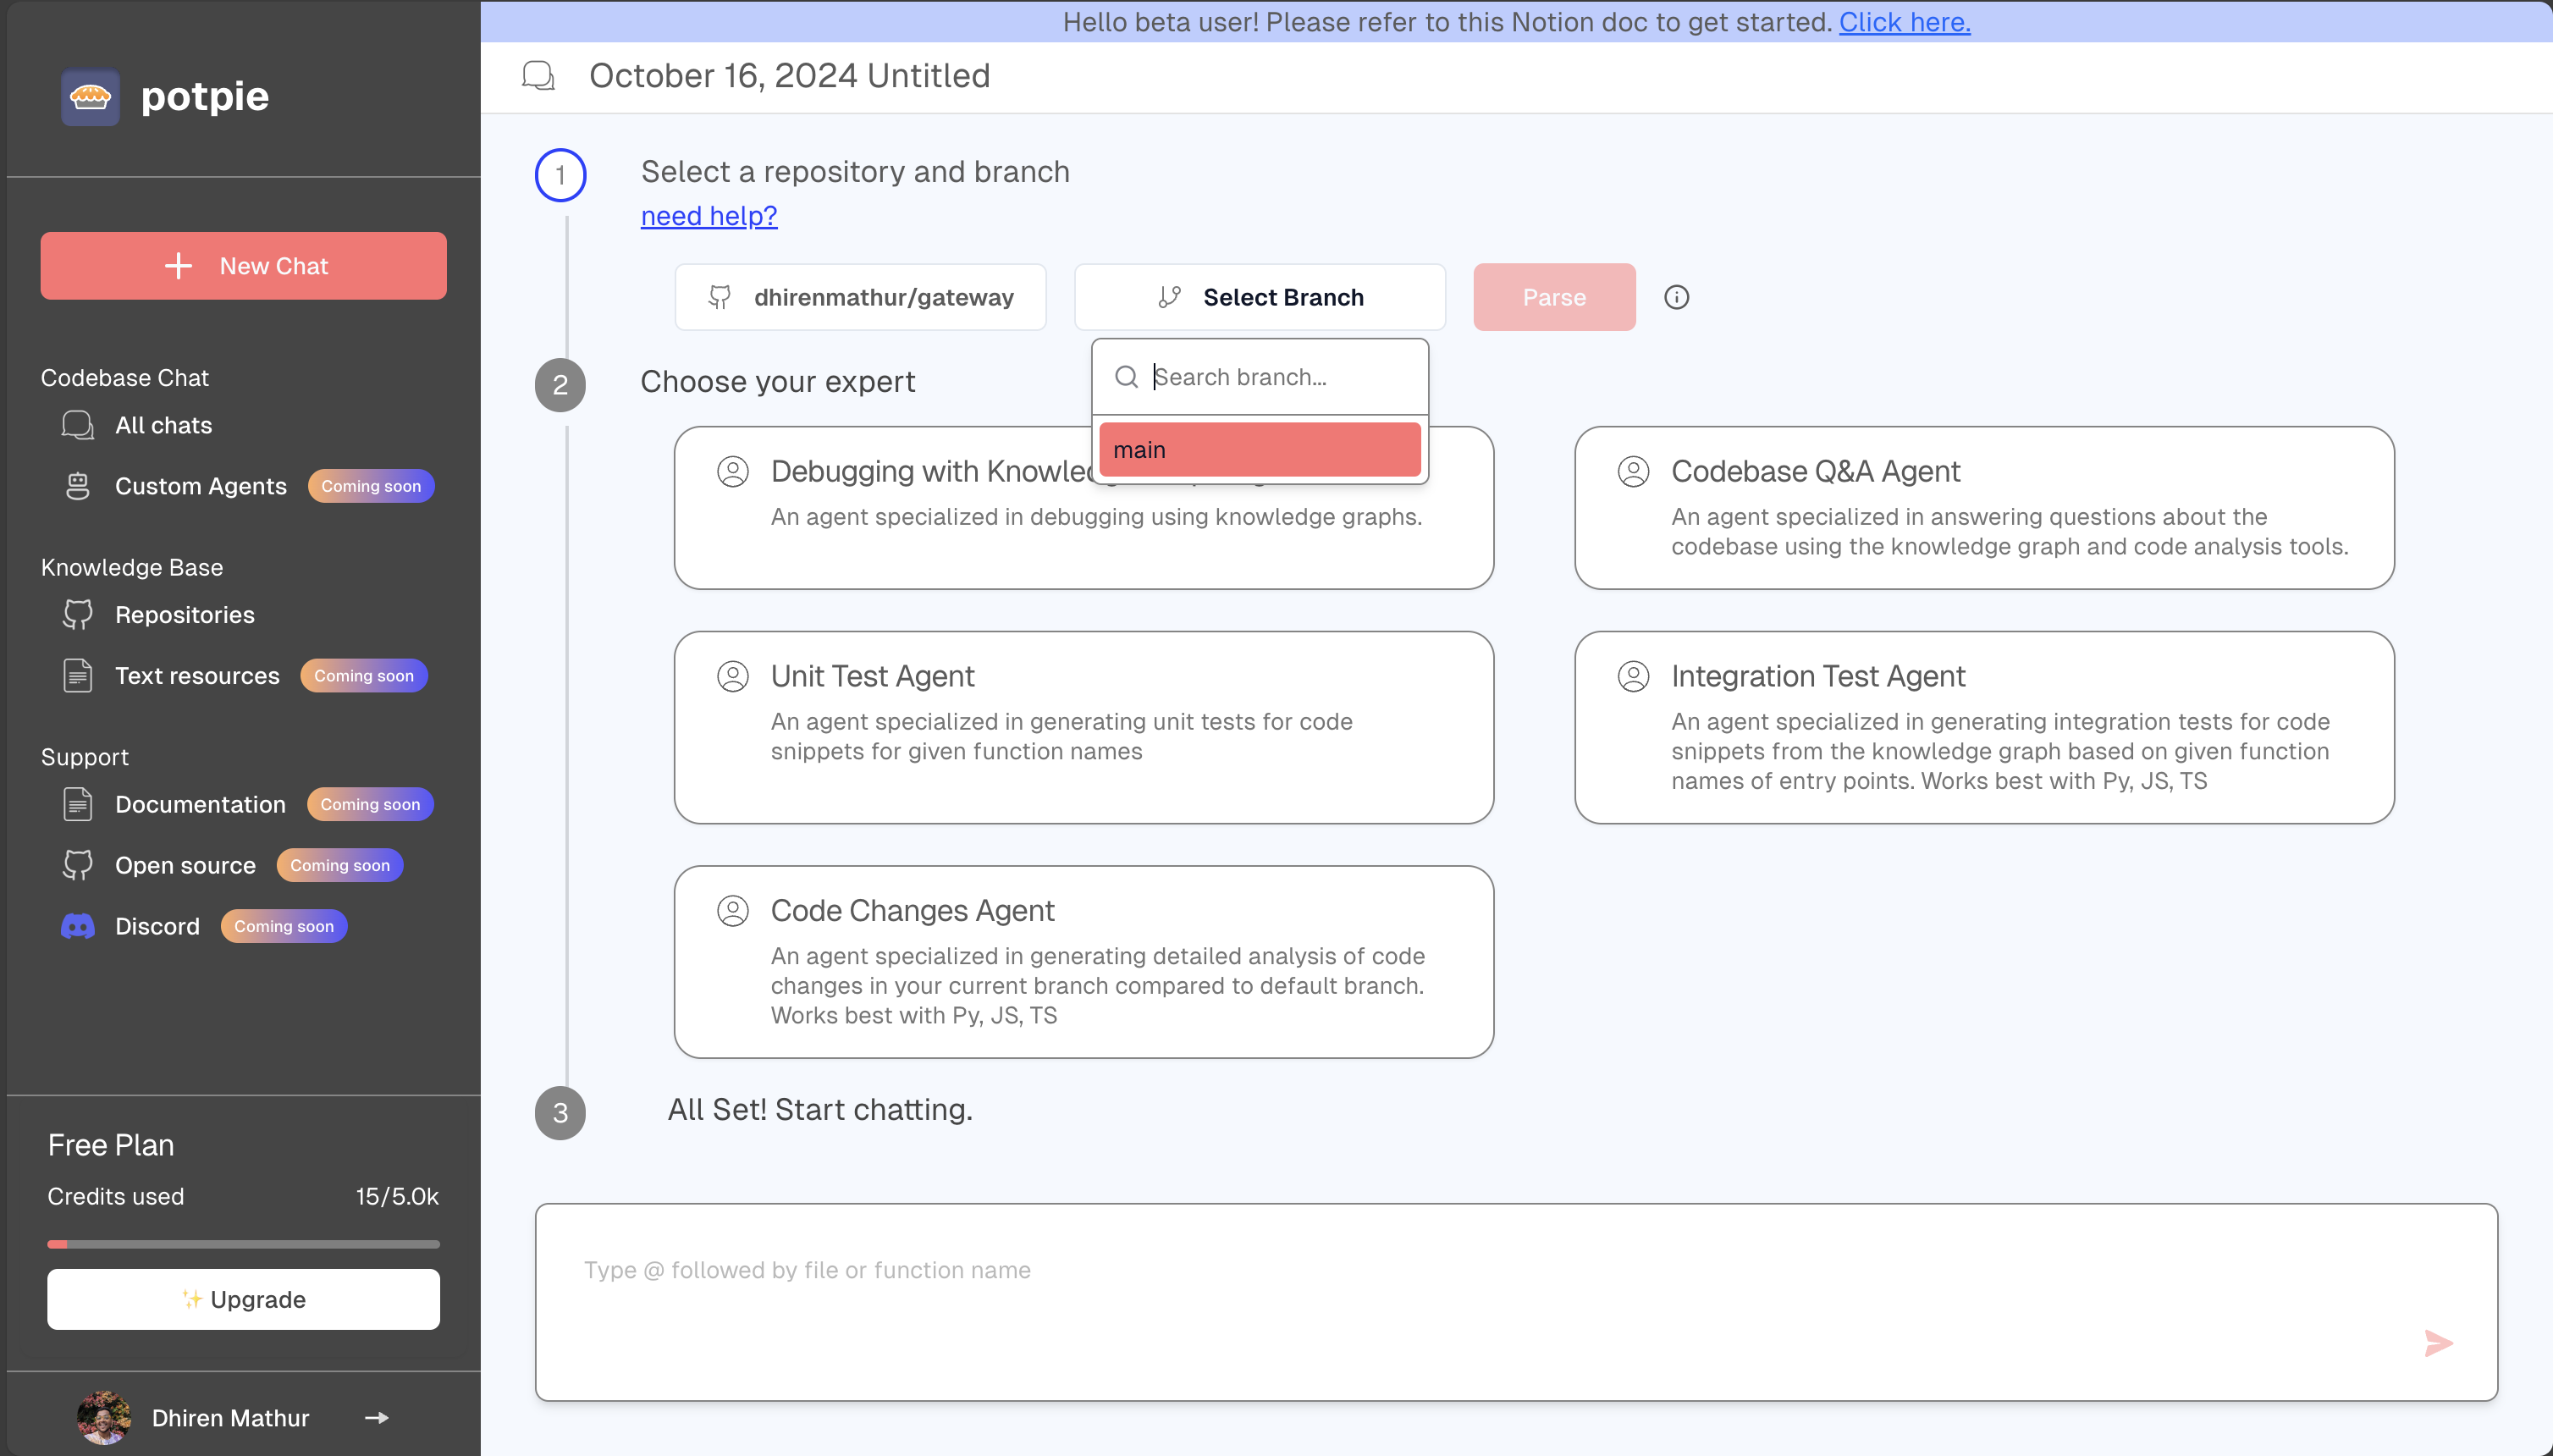 Hello beta user! Please refer to this Notion doc to get started. Click here.
potpie
New Chat
Codebase Chat
All chats
Custom Agents Coming soon
Knowledge Base
Repositories
Text resources Coming soon
Support
Documentation Coming soon
Open source Coming soon
Discord Coming soon
Free Plan
Credits used 15/5.0k
✨ Upgrade
Dhiren Mathur
October 16, 2024 Untitled
1 Select a repository and branch
need help?
dhirenmathur/gateway Select Branch Parse
Search branch...
main
2 Choose your expert
Debugging with
An agent specialized in debugging using knowledge graphs.
Codebase Q&A Agent
An agent specialized in answering questions about the
codebase using the knowledge graph and code analysis tools.
Unit Test Agent
An agent specialized in generating unit tests for code
snippets for given function names
Integration Test Agent
An agent specialized in generating integration tests for code
snippets from the knowledge graph based on given function
names of entry points. Works best with Py, JS, TS
Code Changes Agent
An agent specialized in generating detailed analysis of code
changes in your current branch compared to default branch.
Works best with Py, JS, TS
3 All Set! Start chatting.
Type @ followed by file or function name